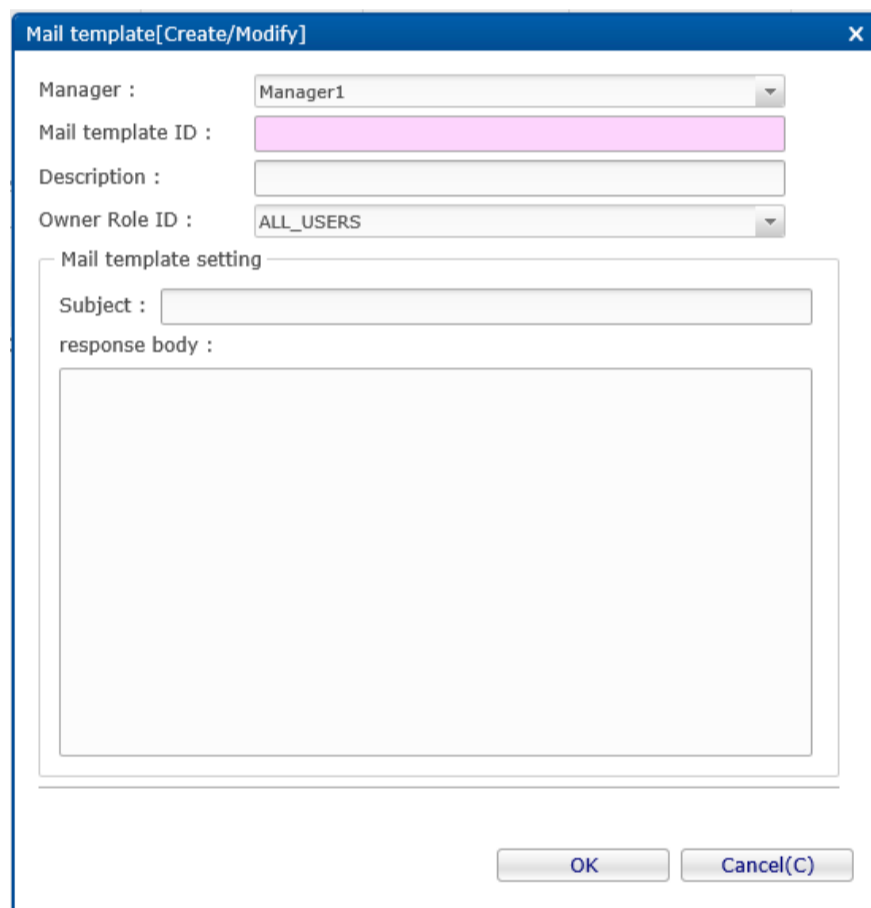 Mail template[Create/Modify] X
Manager : Manager1
Mail template ID :
Description :
Owner Role ID : ALL_USERS
Mail template setting
Subject :
response body :
OK Cancel(C)